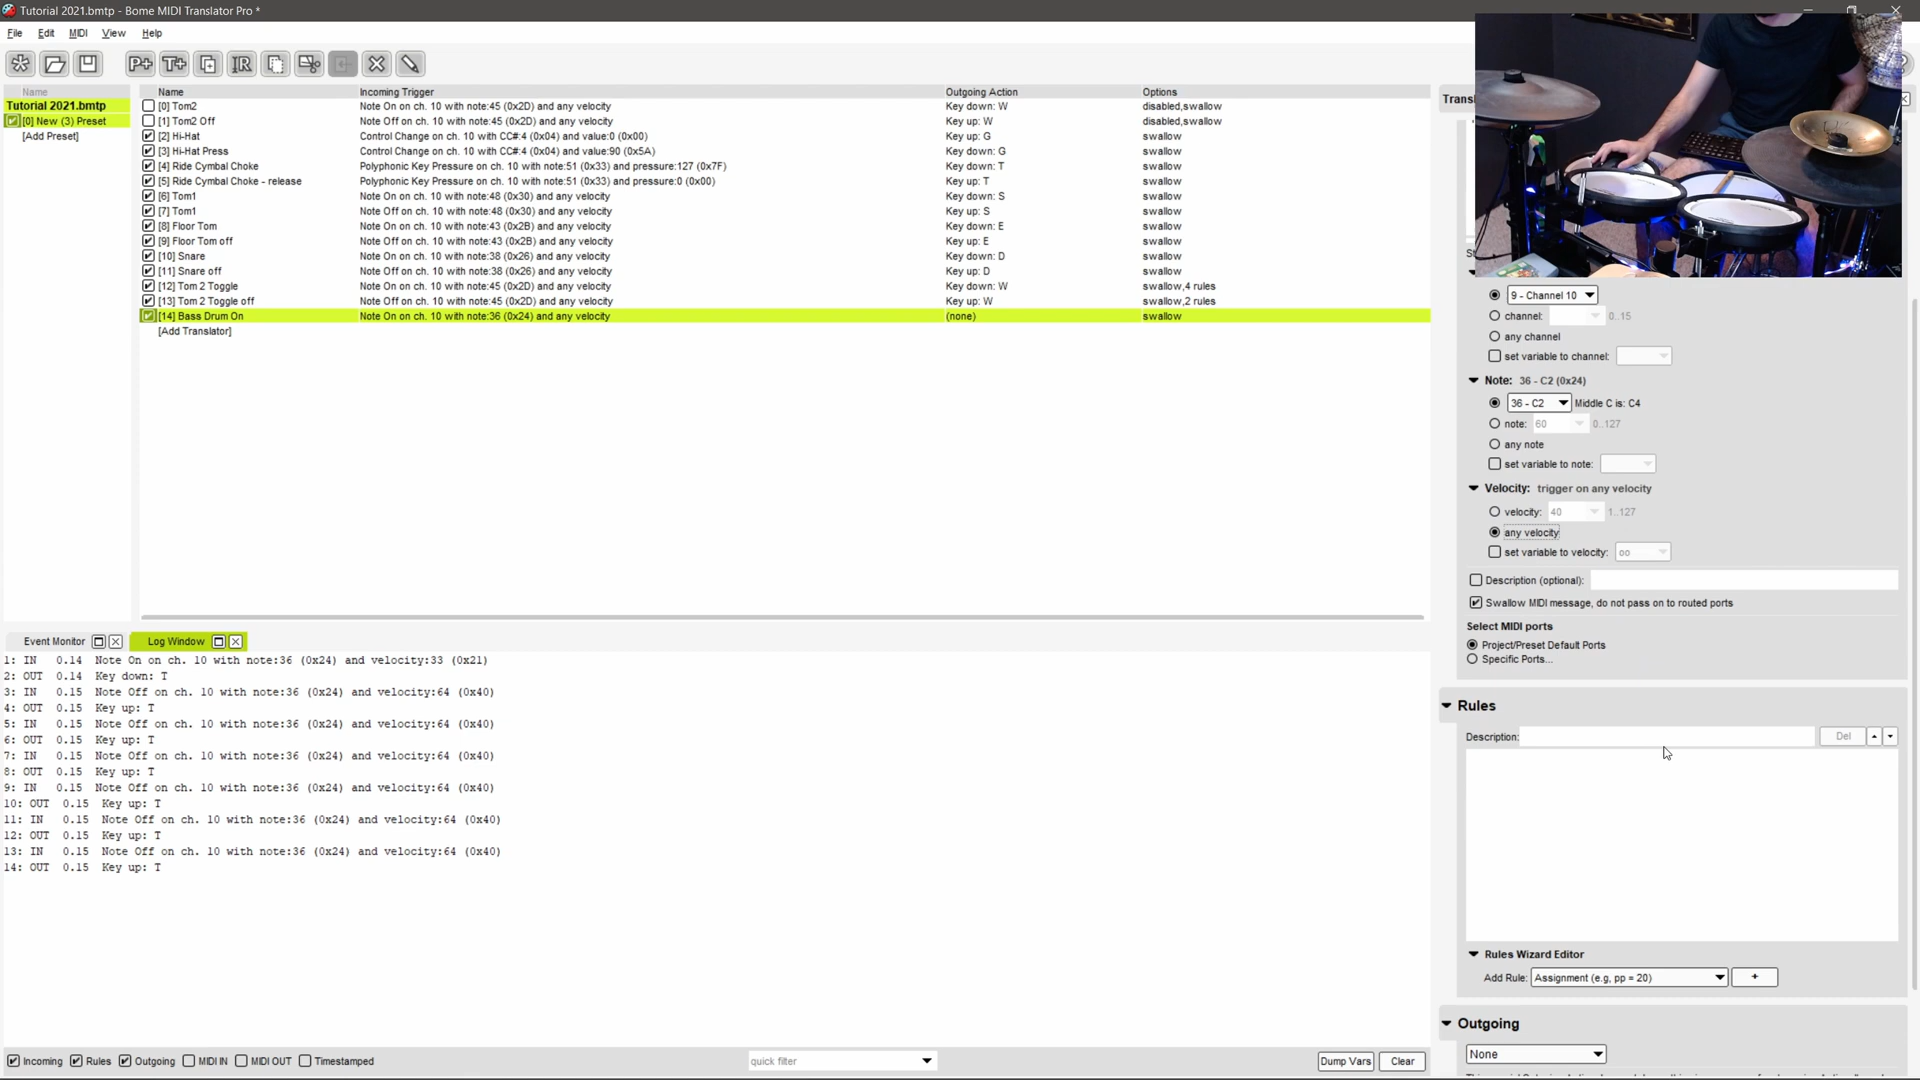 Tutorial 2021.bmtp - Bome MIDI Translator Pro *
File Edit MIDI View Help
P+ T+ IR
Name
Tutorial 2021.bmtp
[0] New (3) Preset
[Add Preset]
Name Incoming Trigger Outgoing Action Options
[0] Tom2 Note On on ch. 10 with note:45 (0x2D) and any velocity Key down: W disabled,swallow
[1] Tom2 Off Note On on ch. 10 with note:45 (0x2D) and any velocity Key up: W disabled,swallow
[2] Hi-Hat Control Change on ch. 10 with CC#:4 (0x04) and value:0 (0x00) Key up: G swallow
[3] Hi-Hat Press Control Change on ch. 10 with CC#:4 (0x04) and value:90 (0x5A) Key down: G swallow
[4] Ride Cymbal Choke Polyphonic Key Pressure on ch. 10 with note:51 (0x33) and pressure:127 (0x7F) Key down: T swallow
[5] Ride Cymbal Choke - release Polyphonic Key Pressure on ch. 10 with note:51 (0x33) and pressure:0 (0x00) Key up: T swallow
[6] Tom1 Note On on ch. 10 with note:48 (0x30) and any velocity Key down: S swallow
[7] Tom1 Note Off on ch. 10 with note:48 (0x30) and any velocity Key up: S swallow
[8] Floor Tom Note On on ch. 10 with note:43 (0x2B) and any velocity Key down: E swallow
[9] Floor Tom off Note Off on ch. 10 with note:43 (0x2B) and any velocity Key up: E swallow
[10] Snare Note On on ch. 10 with note:38 (0x26) and any velocity Key down: D swallow
[11] Snare off Note Off on ch. 10 with note:38 (0x26) and any velocity Key up: D swallow
[12] Tom 2 Toggle Note On on ch. 10 with note:45 (0x2D) and any velocity Key down: W swallow,4 rules
[13] Tom 2 Toggle off Note Off on ch. 10 with note:45 (0x2D) and any velocity Key up: W swallow,2 rules
[14] Bass Drum On Note On on ch. 10 with note:36 (0x24) and any velocity (none) swallow
[Add Translator]
Transl
9 - Channel 10
channel: 0..15
any channel
set variable to channel:
Note: 36 - C2 (0x24)
36 - C2 Middle C is: C4
note: 60 0..127
any note
set variable to note:
Velocity: trigger on any velocity
velocity: 40 1..127
any velocity
set variable to velocity: oo
Description (optional):
Swallow MIDI message, do not pass on to routed ports
Select MIDI ports
Project/Preset Default Ports
Specific Ports...
Rules
Description: Del
Rules Wizard Editor
Add Rule: Assignment (e.g, pp = 20) +
Outgoing
None
Event Monitor Log Window
1: IN 0.14 Note On on ch. 10 with note:36 (0x24) and velocity:33 (0x21)
2: OUT 0.14 Key down: T
3: IN 0.15 Note Off on ch. 10 with note:36 (0x24) and velocity:64 (0x40)
4: OUT 0.15 Key up: T
5: IN 0.15 Note Off on ch. 10 with note:36 (0x24) and velocity:64 (0x40)
6: OUT 0.15 Key up: T
7: IN 0.15 Note Off on ch. 10 with note:36 (0x24) and velocity:64 (0x40)
8: OUT 0.15 Key up: T
9: IN 0.15 Note Off on ch. 10 with note:36 (0x24) and velocity:64 (0x40)
10: OUT 0.15 Key up: T
11: IN 0.15 Note Off on ch. 10 with note:36 (0x24) and velocity:64 (0x40)
12: OUT 0.15 Key up: T
13: IN 0.15 Note Off on ch. 10 with note:36 (0x24) and velocity:64 (0x40)
14: OUT 0.15 Key up: T
Incoming Rules Outgoing MIDI IN MIDI OUT Timestamped quick filter Dump Vars Clear